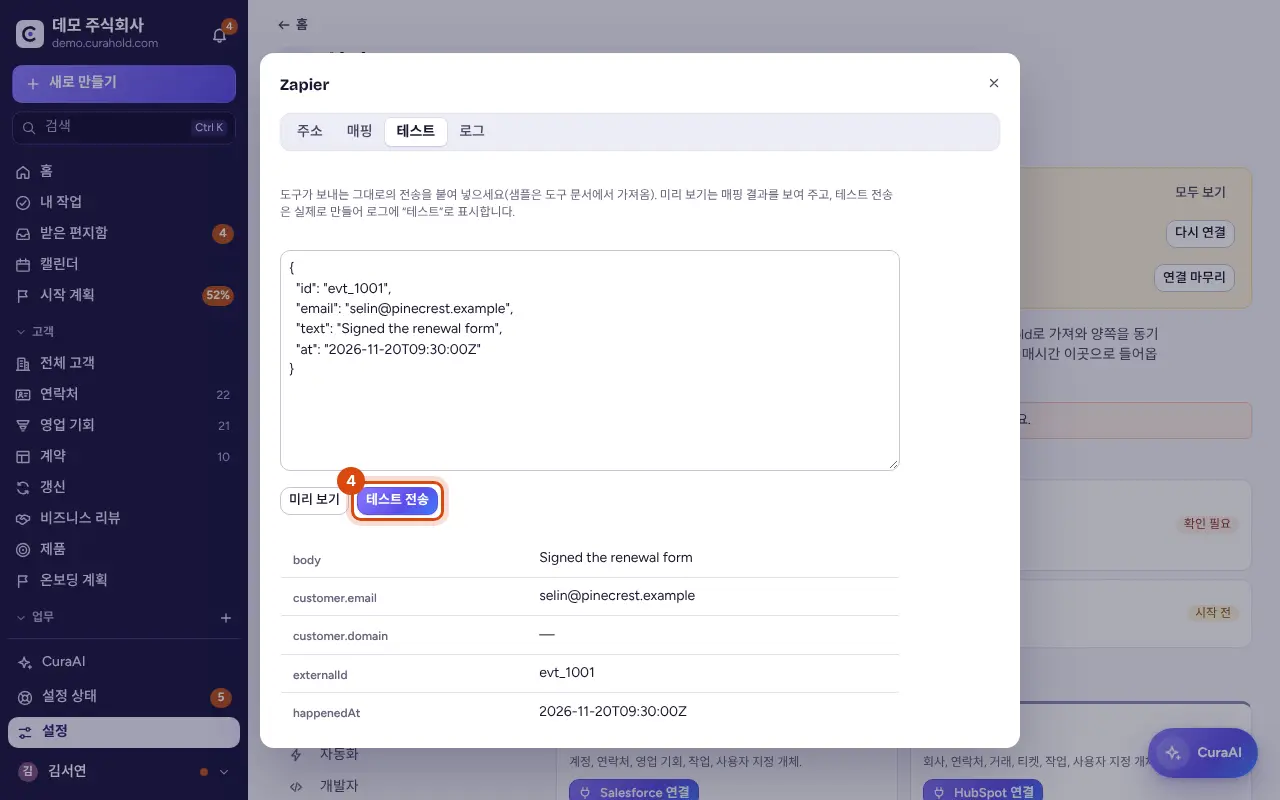 데모 주식회사
demo.curahold.com
4
새로 만들기
검색
Ctrl K
홈
내 작업
받은 편지함
4
캘린더
시작 계획
52%
고객
전체 고객
연락처
22
영업 기회
21
계약
10
갱신
비즈니스 리뷰
제품
온보딩 계획
업무
CuraAI
설정 상태
5
설정
김
김서연
홈
Zapier
주소
매핑
테스트
로그
도구가 보내는 그대로의 전송을 붙여 넣으세요(샘플은 도구 문서에서 가져옴). 미리 보기는 매핑 결과를 보여 주고, 테스트 전송
은 실제로 만들어 로그에 “테스트”로 표시합니다.
{
"id": "evt_1001",
"email": "selin@pinecrest.example",
"text": "Signed the renewal form",
"at": "2026-11-20T09:30:00Z"
}
4
미리 보기
테스트 전송
body
Signed the renewal form
customer.email
selin@pinecrest.example
customer.domain
—
externalId
evt_1001
happenedAt
2026-11-20T09:30:00Z
모두 보기
다시 연결
연결 마무리
ld로 가져와 양쪽을 동기
매시간 이곳으로 들어옵
요.
확인 필요
시작 전
자동화
개발자
계정, 연락처, 영업 기회, 작업, 사용자 지정 개체.
Salesforce 연결
회사, 연락처, 거래, 티켓, 작업, 사용자 지정 개체
HubSpot 연결
CuraAI